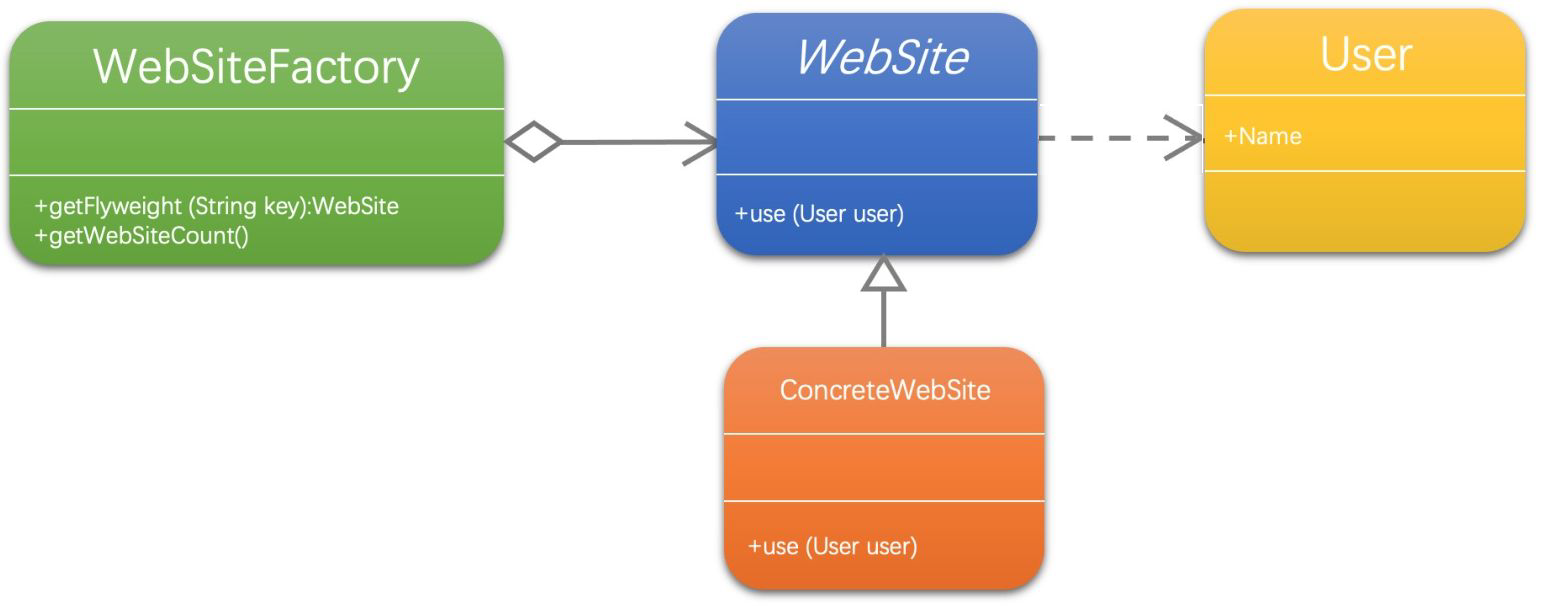 WebSiteFactory
+getFlyweight (String key):WebSite
+getWebSiteCount()
WebSite
+use (User user)
User
+Name
ConcreteWebSite
+use (User user)